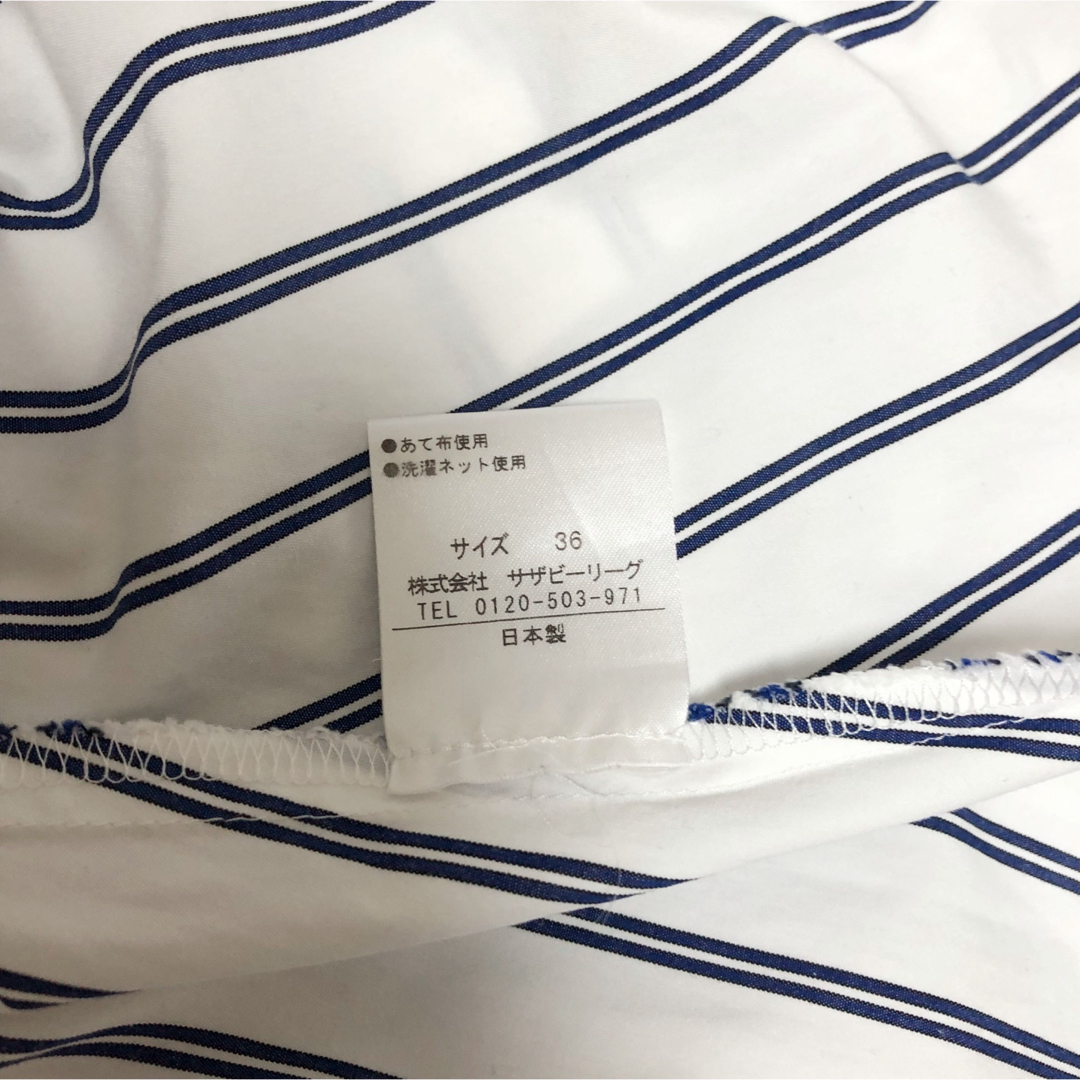 ●あて布使用
●洗濯ネット使用
サイズ 36
株式会社 サザビーリーグ
TEL 0120-503-971
日本製